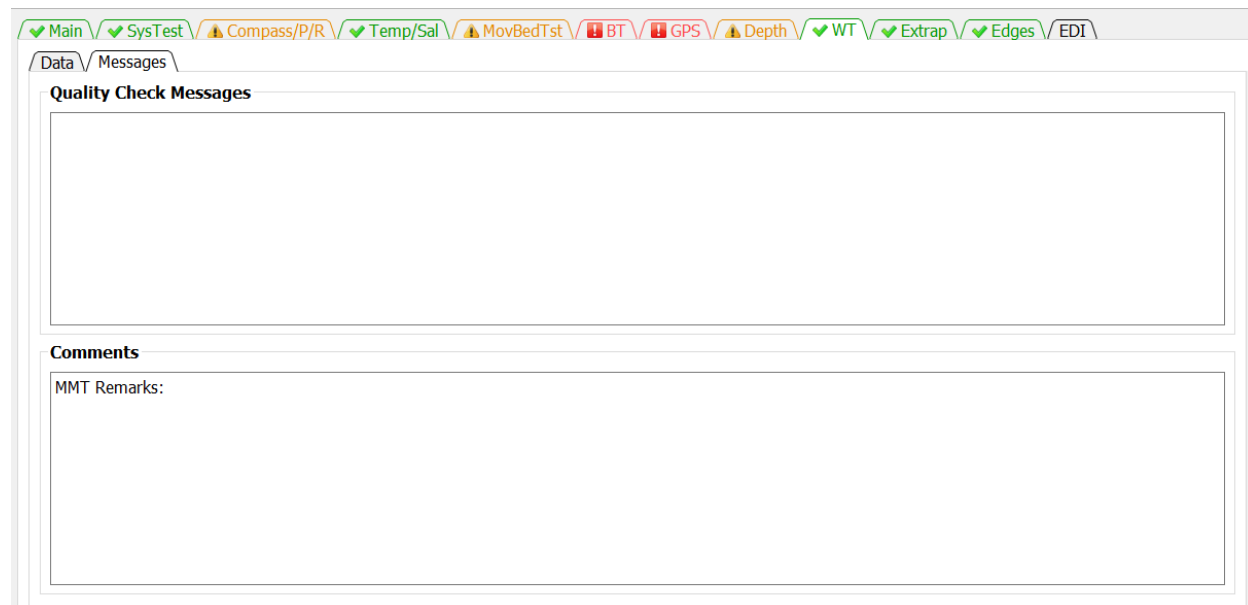 Main SysTest Compass/P/R Temp/Sal MovBedTst BT GPS Depth WT Extrap Edges EDI
Data Messages
Quality Check Messages
Comments
MMT Remarks: